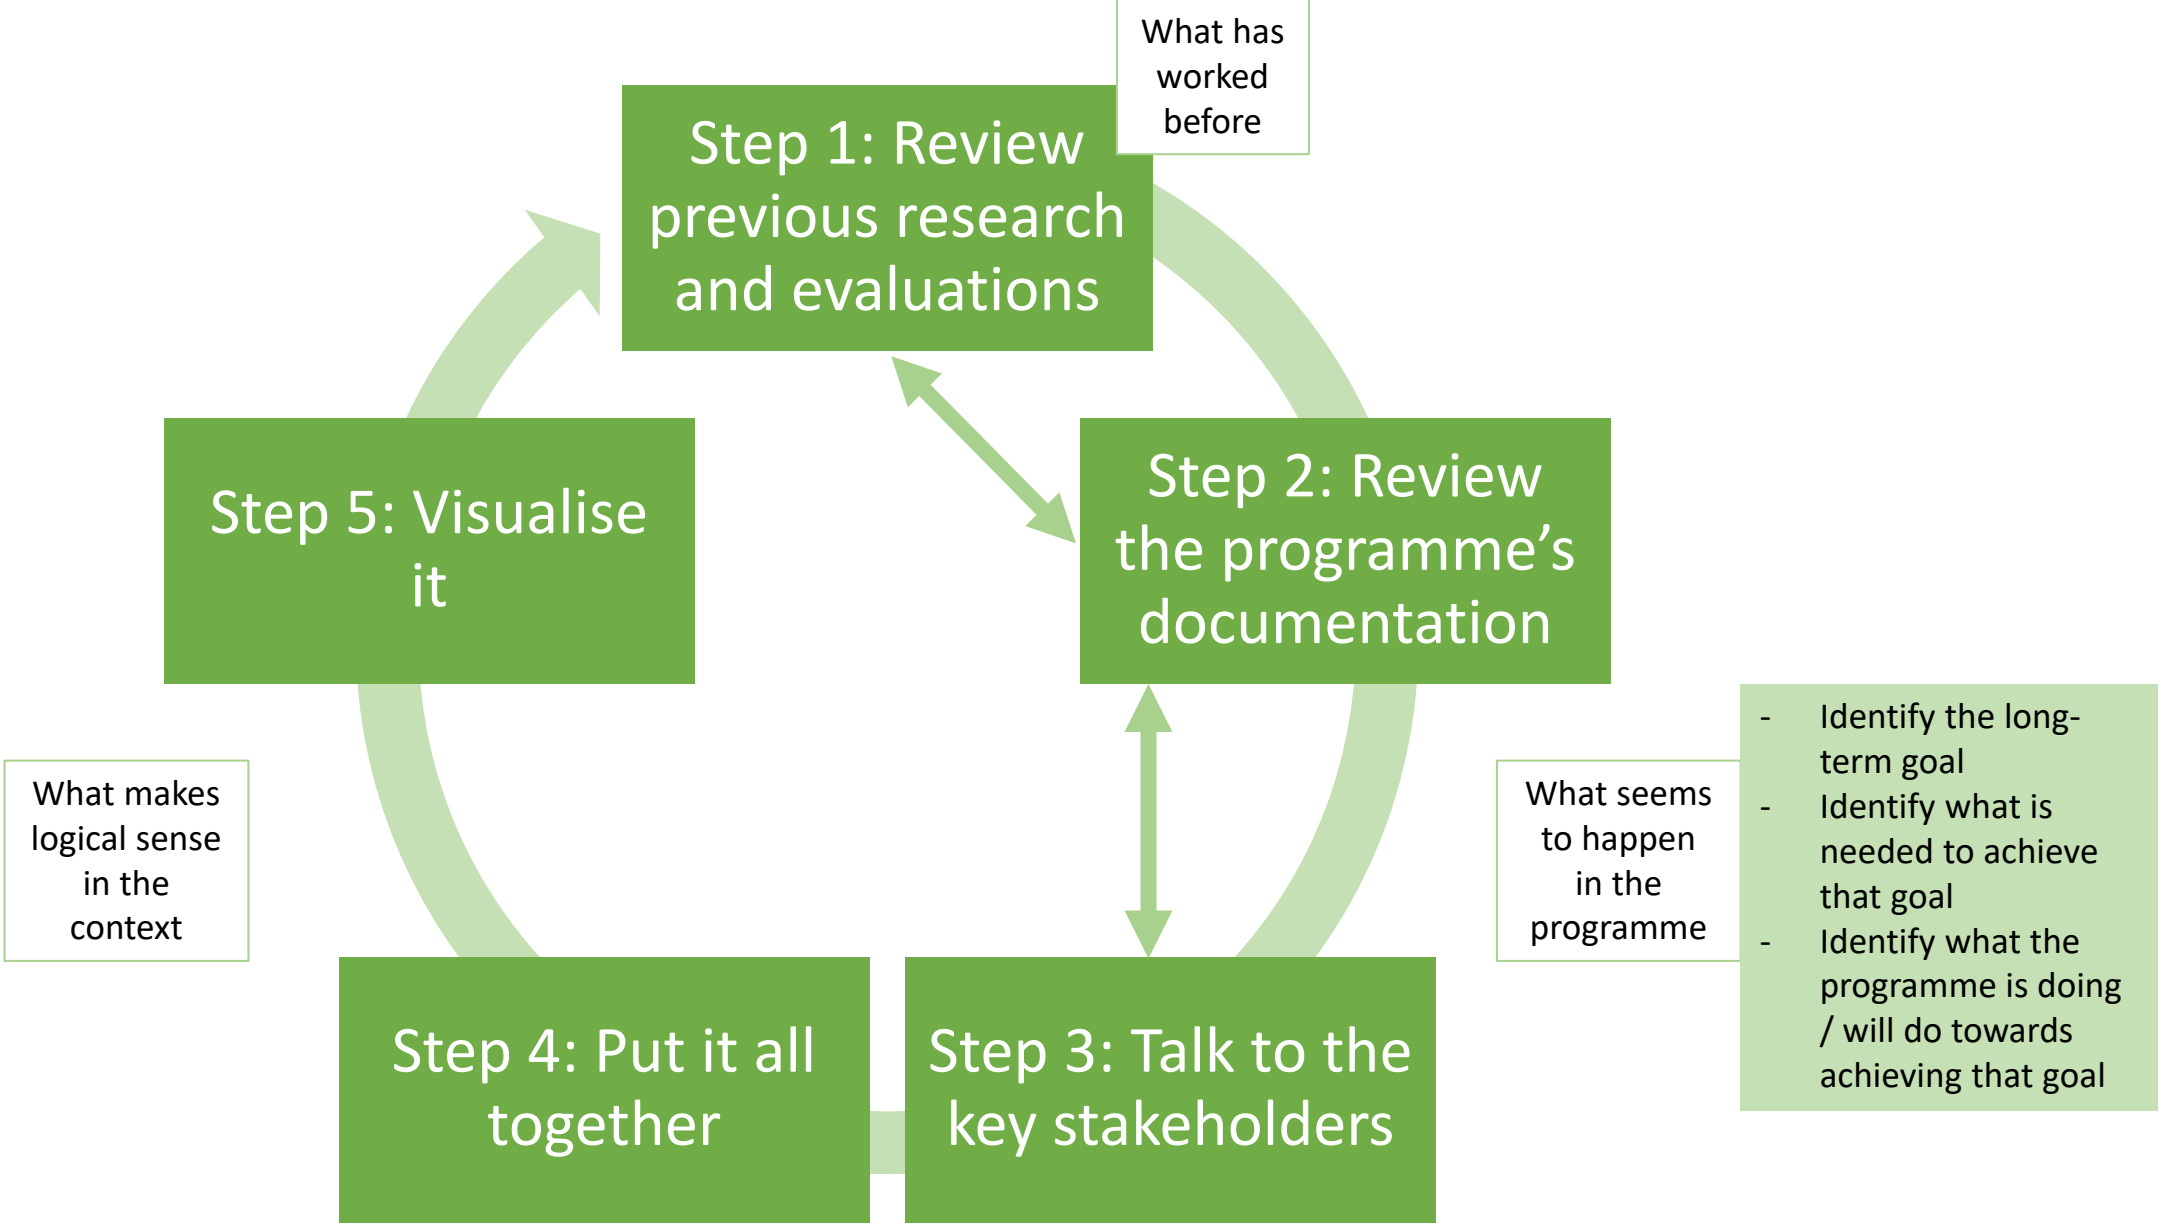 What has
worked
before
Step 1: Review
previous research
and evaluations
Step 2: Review
the programme’s
documentation
What seems
to happen
in the
programme
- Identify the long-
term goal
- Identify what is
needed to achieve
that goal
- Identify what the
programme is doing
/ will do towards
achieving that goal
Step 3: Talk to the
key stakeholders
Step 4: Put it all
together
What makes
logical sense
in the
context
Step 5: Visualise
it